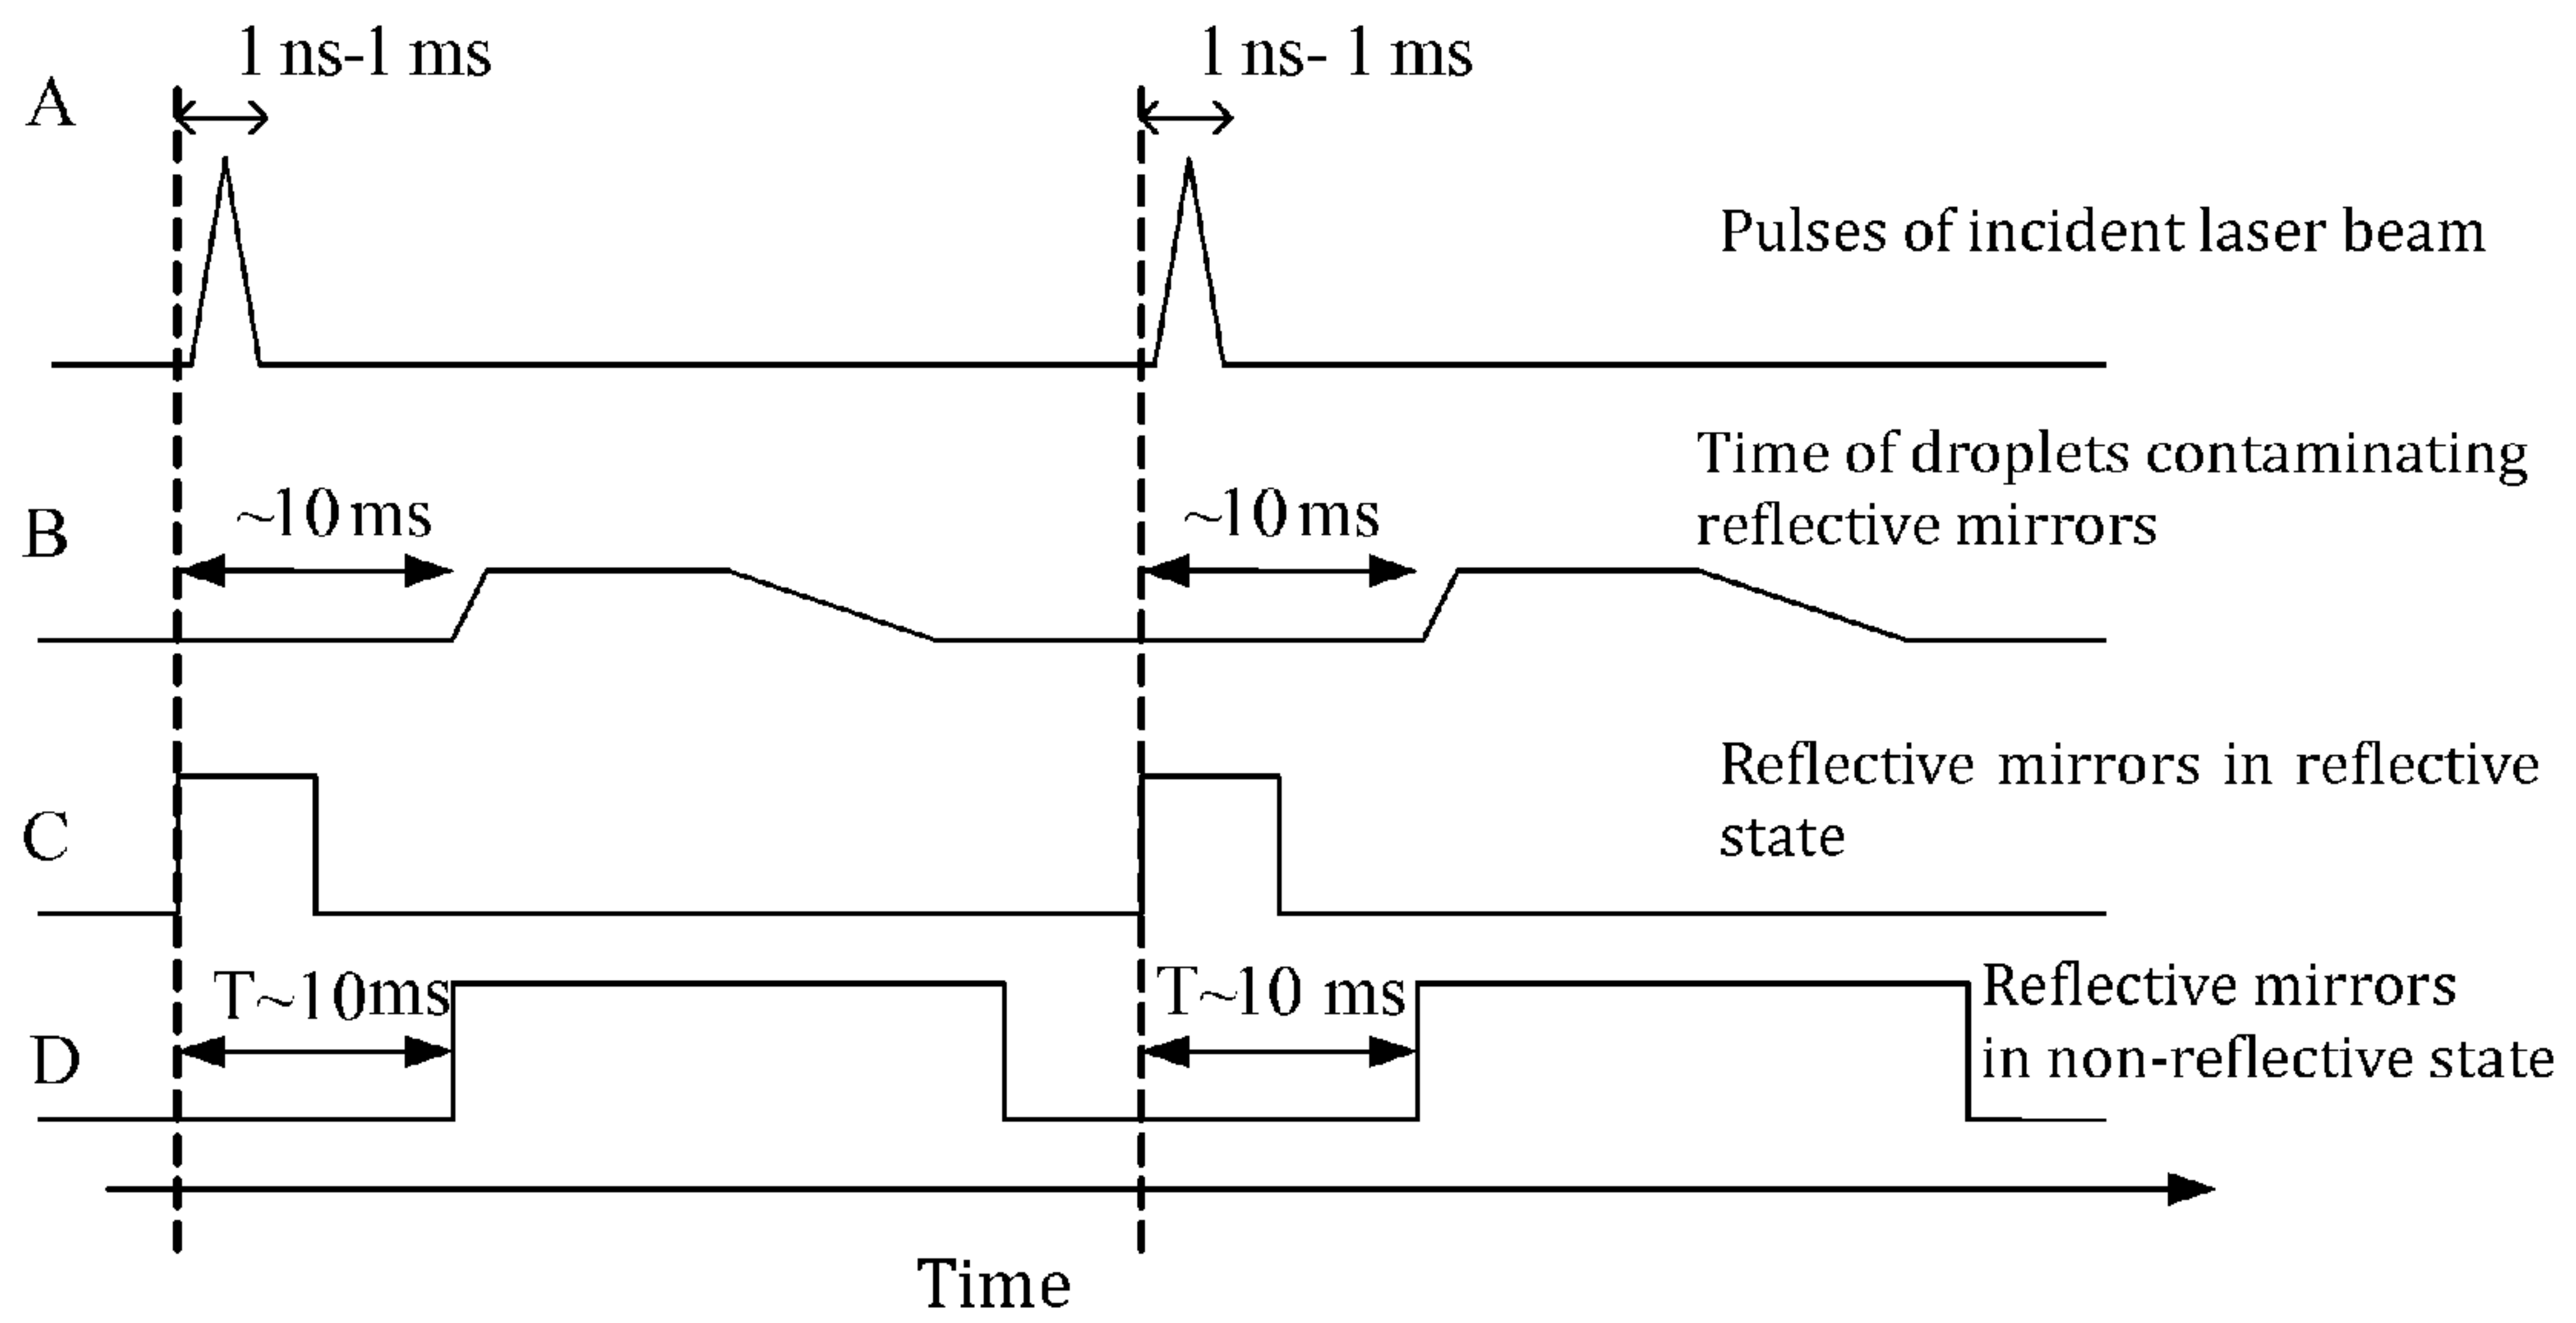 1 ns-1 ms
1 ns- 1 ms
A
Pulses of incident laser beam
Time of droplets contaminating
reflective mirrors
~10 ms
~10 ms
B
Reflective mirrors in reflective
state
C
T~10ms
T~10 ms
Reflective mirrors
in non-reflective state
D
Time